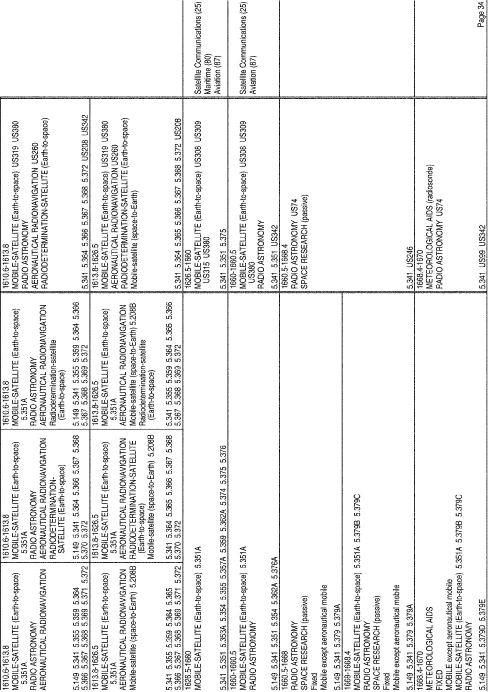 1610.6-1613.8
MOBILE-SATELLITE (Earth-to-space)
5.351A
RADIO ASTRONOMY
AERONAUTICAL RADIONAVIGATION
5.149 5.341 5.355 5.359 5.364
5.366 5.367 5.368 5.369 5.371 5.372
1610.6-1613.8
MOBILE-SATELLITE (Earth-to-space)
5.351A
RADIO ASTRONOMY
AERONAUTICAL RADIONAVIGATION
RADIODETERMINATION-
SATELLITE (Earth-to-space)
5.149 5.341 5.364 5.366 5.367 5.368
5.370 5.372
1610.6-1613.8
MOBILE-SATELLITE (Earth-to-space)
5.351A
RADIO ASTRONOMY
AERONAUTICAL RADIONAVIGATION
Radiodetermination-satellite
(Earth-to-space)
5.149 5.341 5.355 5.359 5.364 5.366
5.367 5.368 5.369 5.372
1610.6-1613.8
MOBILE-SATELLITE (Earth-to-space) US319 US380
RADIO ASTRONOMY
AERONAUTICAL RADIONAVIGATION US260
RADIODETERMINATION-SATELLITE (Earth-to-space)
5.341 5.364 5.366 5.367 5.368 5.372 US208 US342
1613.8-1626.5
MOBILE-SATELLITE (Earth-to-space)
5.351A
AERONAUTICAL RADIONAVIGATION
Mobile-satellite (space-to-Earth) 5.208B
5.341 5.355 5.359 5.364 5.365
5.366 5.367 5.368 5.369 5.371 5.372
1613.8-1626.5
MOBILE-SATELLITE (Earth-to-space)
5.351A
AERONAUTICAL RADIONAVIGATION
RADIODETERMINATION-SATELLITE
(Earth-to-space)
Mobile-satellite (space-to-Earth) 5.208B
5.341 5.364 5.365 5.366 5.367 5.368
5.370 5.372
1613.8-1626.5
MOBILE-SATELLITE (Earth-to-space)
5.351A
AERONAUTICAL RADIONAVIGATION
Mobile-satellite (space-to-Earth) 5.208B
Radiodetermination-satellite
(Earth-to-space)
5.341 5.355 5.359 5.364 5.365 5.366
5.367 5.368 5.369 5.372
1613.8-1626.5
MOBILE-SATELLITE (Earth-to-space) US319 US380
AERONAUTICAL RADIONAVIGATION US260
RADIODETERMINATION-SATELLITE (Earth-to-space)
Mobile-satellite (space-to-Earth)
5.341 5.364 5.365 5.366 5.367 5.368 5.372 US208
1626.5-1660
MOBILE-SATELLITE (Earth-to-space) 5.351A
5.341 5.351 5.353A 5.354 5.355 5.357A 5.359 5.362A 5.374 5.375 5.376
1626.5-1660
MOBILE-SATELLITE (Earth-to-space) US308 US309
US315 US380
5.341 5.351 5.375
Satellite Communications (25)
Maritime (80)
Aviation (87)
1660-1660.5
MOBILE-SATELLITE (Earth-to-space) 5.351A
RADIO ASTRONOMY
5.149 5.341 5.351 5.354 5.362A 5.376A
1660-1660.5
MOBILE-SATELLITE (Earth-to-space) US308 US309
US380
RADIO ASTRONOMY
5.341 5.351 US342
Satellite Communications (25)
Aviation (87)
1660.5-1668
RADIO ASTRONOMY
SPACE RESEARCH (passive)
Fixed
Mobile except aeronautical mobile
5.149 5.341 5.379 5.379A
1660.5-1668.4
RADIO ASTRONOMY US74
SPACE RESEARCH (passive)
5.341 US246
1668-1668.4
MOBILE-SATELLITE (Earth-to-space) 5.351A 5.379B 5.379C
RADIO ASTRONOMY
SPACE RESEARCH (passive)
Fixed
Mobile except aeronautical mobile
5.149 5.341 5.379 5.379A
1668.4-1670
METEOROLOGICAL AIDS
FIXED
MOBILE except aeronautical mobile
MOBILE-SATELLITE (Earth-to-space) 5.351A 5.379B 5.379C
RADIO ASTRONOMY
5.149 5.341 5.379D 5.379E
1668.4-1670
METEOROLOGICAL AIDS (radiosonde)
RADIO ASTRONOMY US74
5.341 US99 US342
Page 34